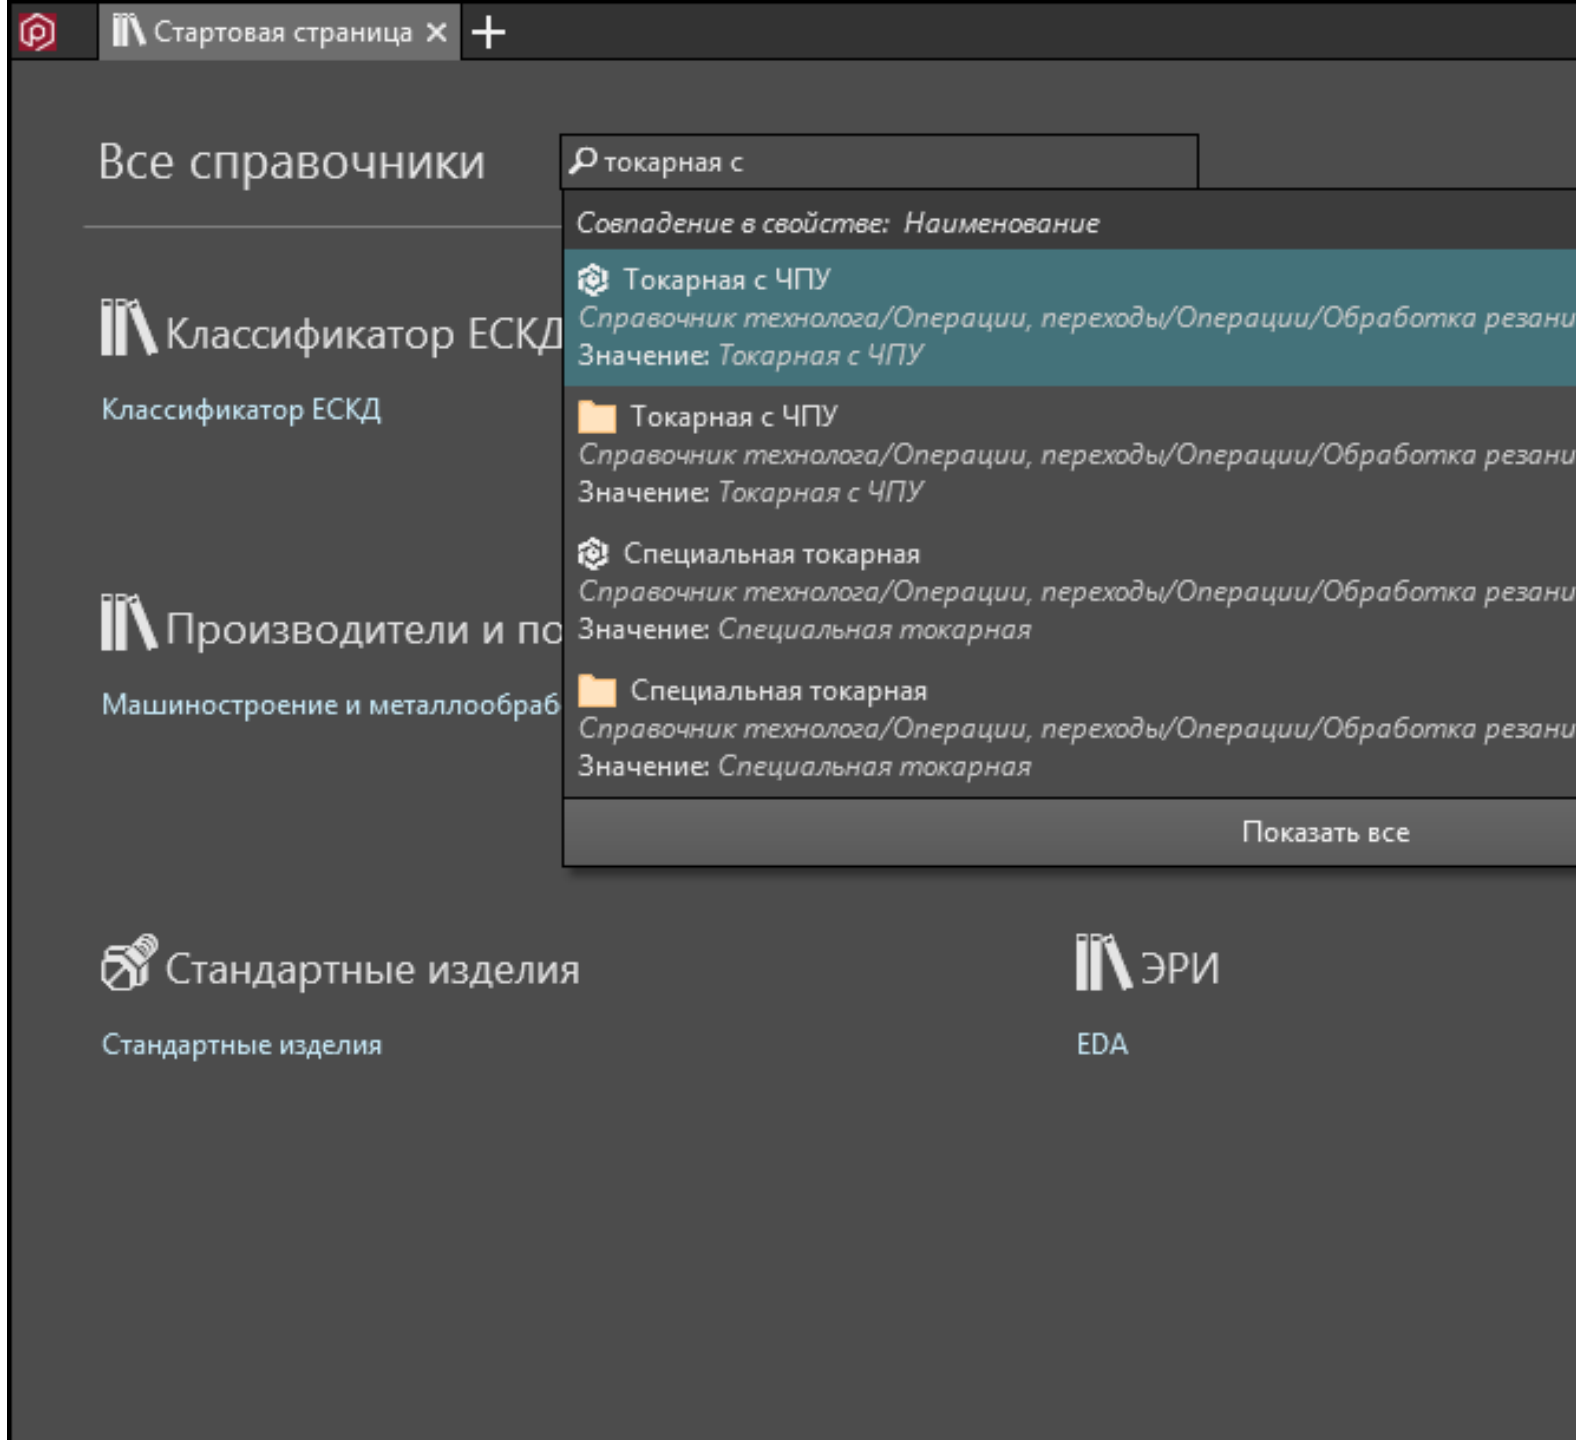 Стартовая страница
Все справочники
токарная с
Совпадение в свойстве: Наименование
Токарная с ЧПУ
Справочник технолога/Операции, переходы/Операции/Обработка резани
Значение: Токарная с ЧПУ
Токарная с ЧПУ
Справочник технолога/Операции, переходы/Операции/Обработка резани
Значение: Токарная с ЧПУ
Специальная токарная
Справочник технолога/Операции, переходы/Операции/Обработка резани
Значение: Специальная токарная
Специальная токарная
Справочник технолога/Операции, переходы/Операции/Обработка резани
Значение: Специальная токарная
Показать все
Классификатор ЕСКД
Классификатор ЕСКД
Производители и по
Машиностроение и металлообраб
Стандартные изделия
Стандартные изделия
ЭРИ
EDA